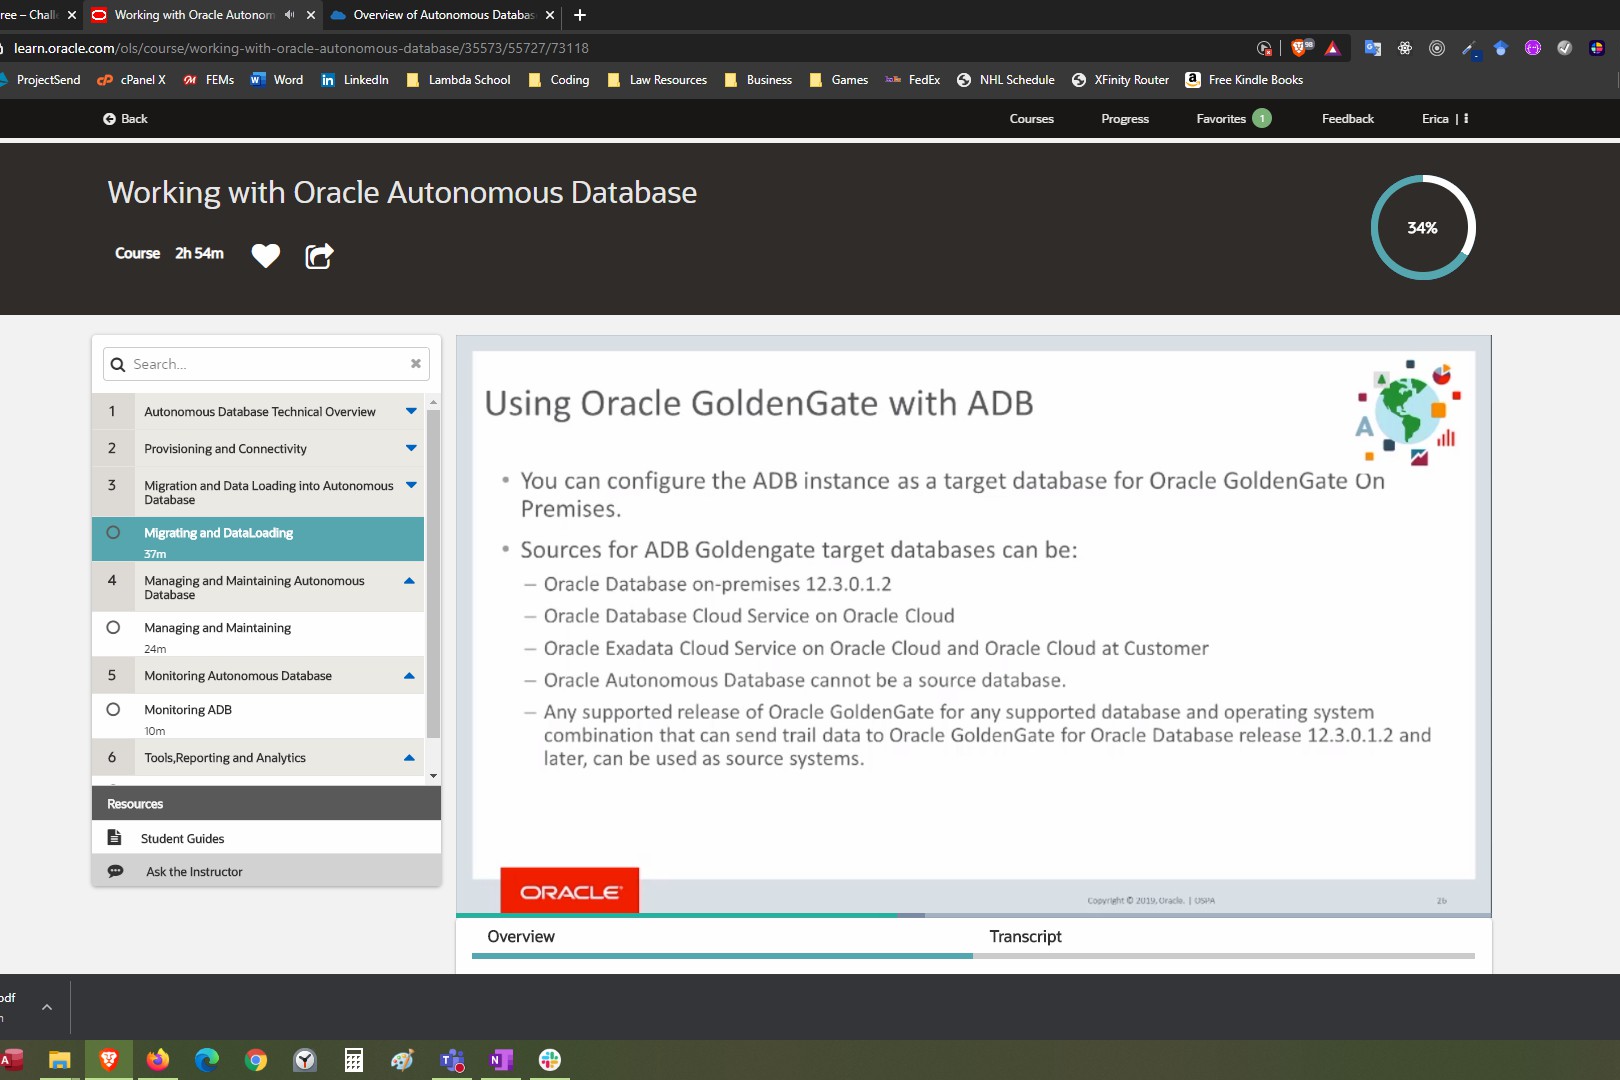 ree – Chall
Working with Oracle Autonom
Overview of Autonomous Databas
learn.oracle.com/ols/course/working-with-oracle-autonomous-database/35573/55727/73118
98
ProjectSend
cPanel X
FEMs
Word
LinkedIn
Lambda School
Coding
Law Resources
Business
Games
FedEx
NHL Schedule
XFinity Router
Free Kindle Books
Back
Courses
Progress
Favorites 1
Feedback
Erica |
Working with Oracle Autonomous Database
Course 2h 54m
34%
Search...
1 Autonomous Database Technical Overview
2 Provisioning and Connectivity
3 Migration and Data Loading into Autonomous
Database
Migrating and DataLoading
37m
4 Managing and Maintaining Autonomous
Database
Managing and Maintaining
24m
5 Monitoring Autonomous Database
Monitoring ADB
10m
6 Tools,Reporting and Analytics
Resources
Student Guides
Ask the Instructor
Using Oracle GoldenGate with ADB
A
• You can configure the ADB instance as a target database for Oracle GoldenGate On
Premises.
• Sources for ADB Goldengate target databases can be:
– Oracle Database on-premises 12.3.0.1.2
– Oracle Database Cloud Service on Oracle Cloud
– Oracle Exadata Cloud Service on Oracle Cloud and Oracle Cloud at Customer
– Oracle Autonomous Database cannot be a source database.
– Any supported release of Oracle GoldenGate for any supported database and operating system
combination that can send trail data to Oracle GoldenGate for Oracle Database release 12.3.0.1.2 and
later, can be used as source systems.
ORACLE
Copyright © 2019, Oracle. | OSPA
26
Overview
Transcript
pdf